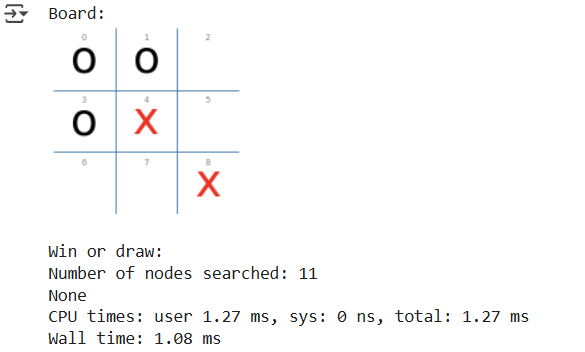 Board:
0 1 2
O O
3 4 5
O X
6 7 8
X
Win or draw:
Number of nodes searched: 11
None
CPU times: user 1.27 ms, sys: 0 ns, total: 1.27 ms
Wall time: 1.08 ms